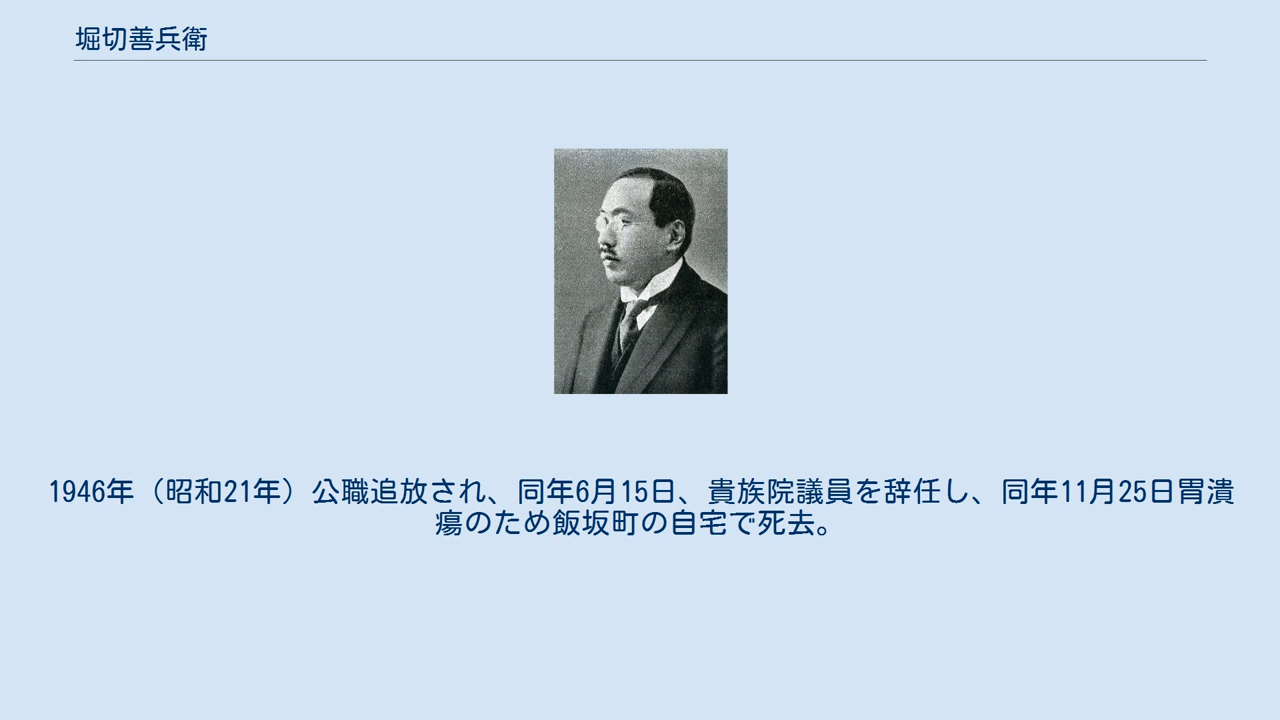 堀切善兵衛
1946年（昭和21年）公職追放され、同年6月15日、貴族院議員を辞任し、同年11月25日胃潰
瘍のため飯坂町の自宅で死去。